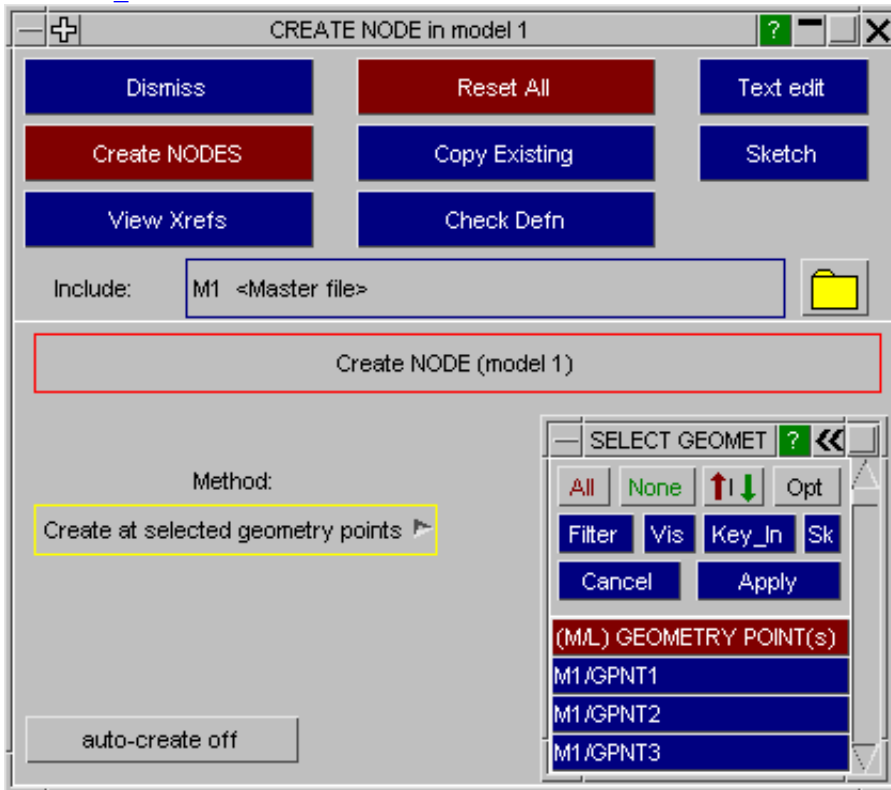 CREATE NODE in model 1 ?
Dismiss Reset All Text edit
Create NODES Copy Existing Sketch
View Xrefs Check Defn
Include: M1 <Master file>
Create NODE (model 1)
SELECT GEOMET ?
Method:
All None I Opt
Create at selected geometry points
Filter Vis Key_In Sk
Cancel Apply
(M/L) GEOMETRY POINT(s)
M1/GPNT1
M1/GPNT2
auto-create off
M1/GPNT3